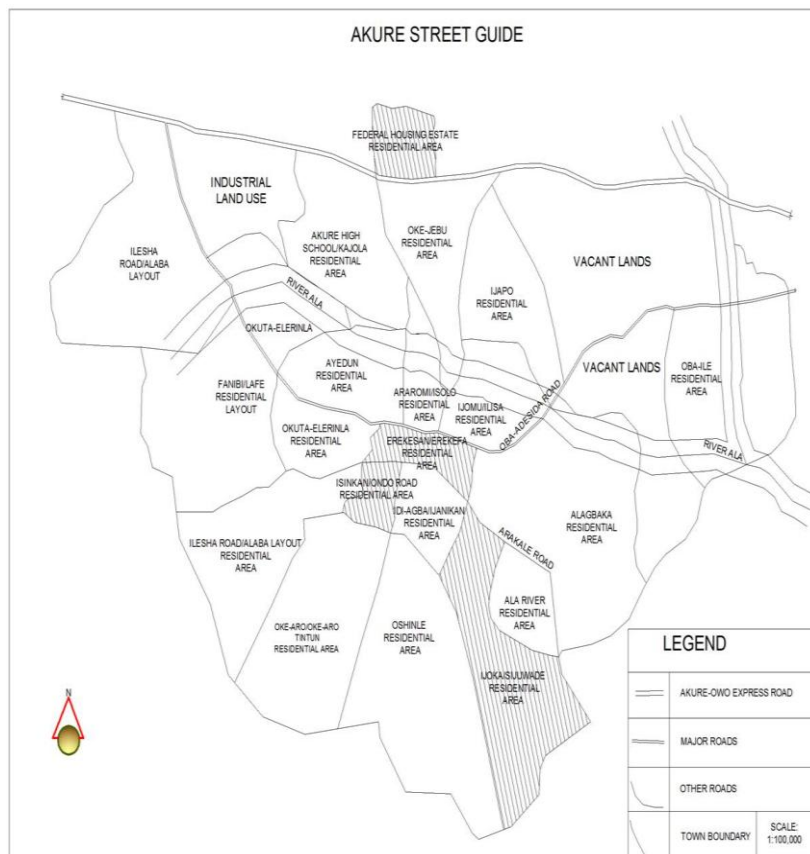 AKURE STREET GUIDE
FEDERAL HOUSING ESTATE
RESIDENTIAL AREA
INDUSTRIAL
LAND USE
AKURE HIGH
SCHOOL/KAJOLA
RESIDENTIAL
AREA
OKE-JEBU
RESIDENTIAL
AREA
ILESHA
ROAD/ALABA
LAYOUT
VACANT LANDS
IJAPO
RESIDENTIAL
AREA
RIVER ALA
OKUTA-ELERINLA
AYEDUN
RESIDENTIAL
AREA
VACANT LANDS
OBA-ILE
RESIDENTIAL
AREA
FANIBI/LAFE
RESIDENTIAL
LAYOUT
ARAROMI/ISOLO
RESIDENTIAL
AREA
IJOMU/ILISA
RESIDENTIAL
AREA
OBA-ADESIDA ROAD
OKUTA-ELERINLA
RESIDENTIAL
AREA
EREKESAN/EREKEFA
RESIDENTIAL
AREA
RIVER ALA
ISINKAN/ONDO ROAD
RESIDENTIAL AREA
IDI-AGBA/IJANIKAN
RESIDENTIAL
AREA
ALAGBAKA
RESIDENTIAL
AREA
ARAKALE ROAD
ILESHA ROAD/ALABA LAYOUT
RESIDENTIAL
AREA
ALA RIVER
RESIDENTIAL
AREA
OKE-ARO/OKE-ARO
TINTUN
RESIDENTIAL AREA
OSHINLE
RESIDENTIAL
AREA
IJOKA/SIJUWADE
RESIDENTIAL
AREA
N
LEGEND
AKURE-OWO EXPRESS ROAD
MAJOR ROADS
OTHER ROADS
TOWN BOUNDARY
SCALE:
1:100,000